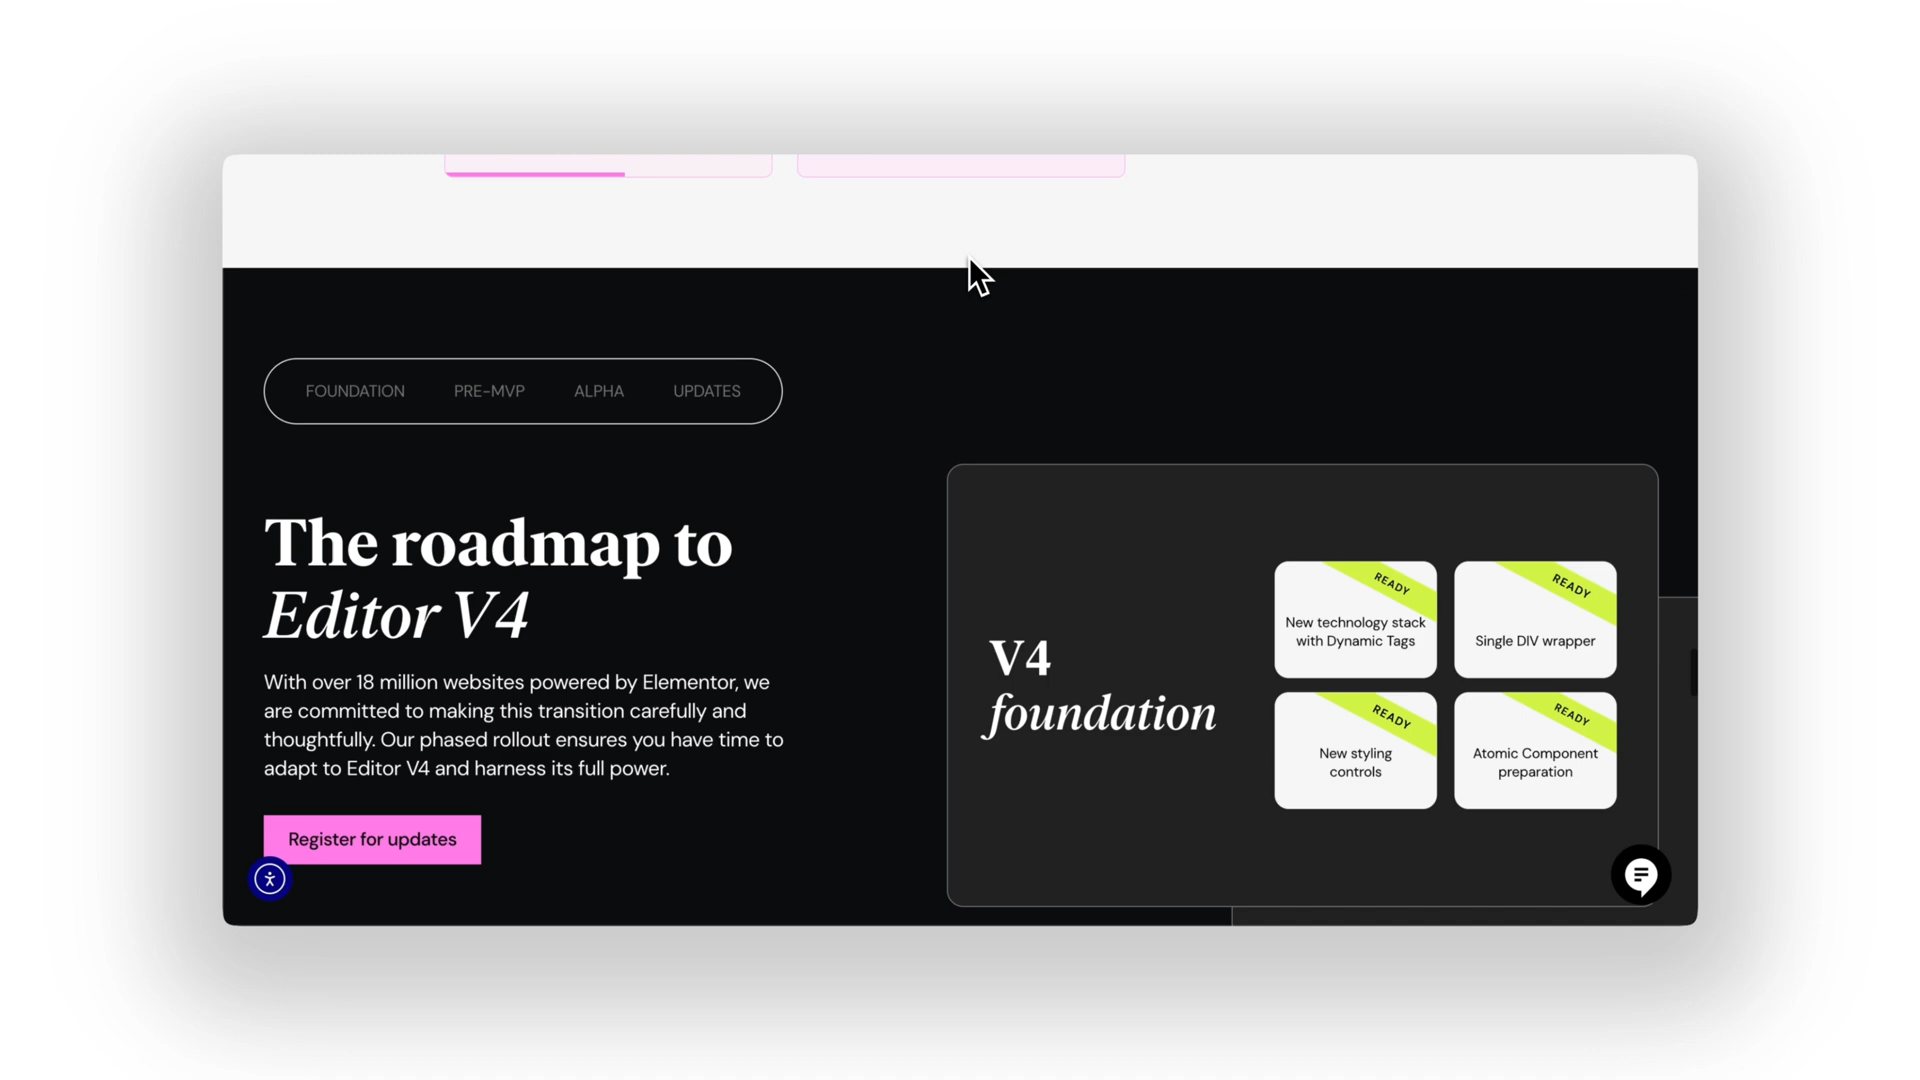 FOUNDATION
PRE-MVP
ALPHA
UPDATES
The roadmap to
Editor V4
With over 18 million websites powered by Elementor, we
are committed to making this transition carefully and
thoughtfully. Our phased rollout ensures you have time to
adapt to Editor V4 and harness its full power.
Register for updates
V4
foundation
READY
New technology stack
with Dynamic Tags
READY
Single DIV wrapper
READY
New styling
controls
READY
Atomic Component
preparation